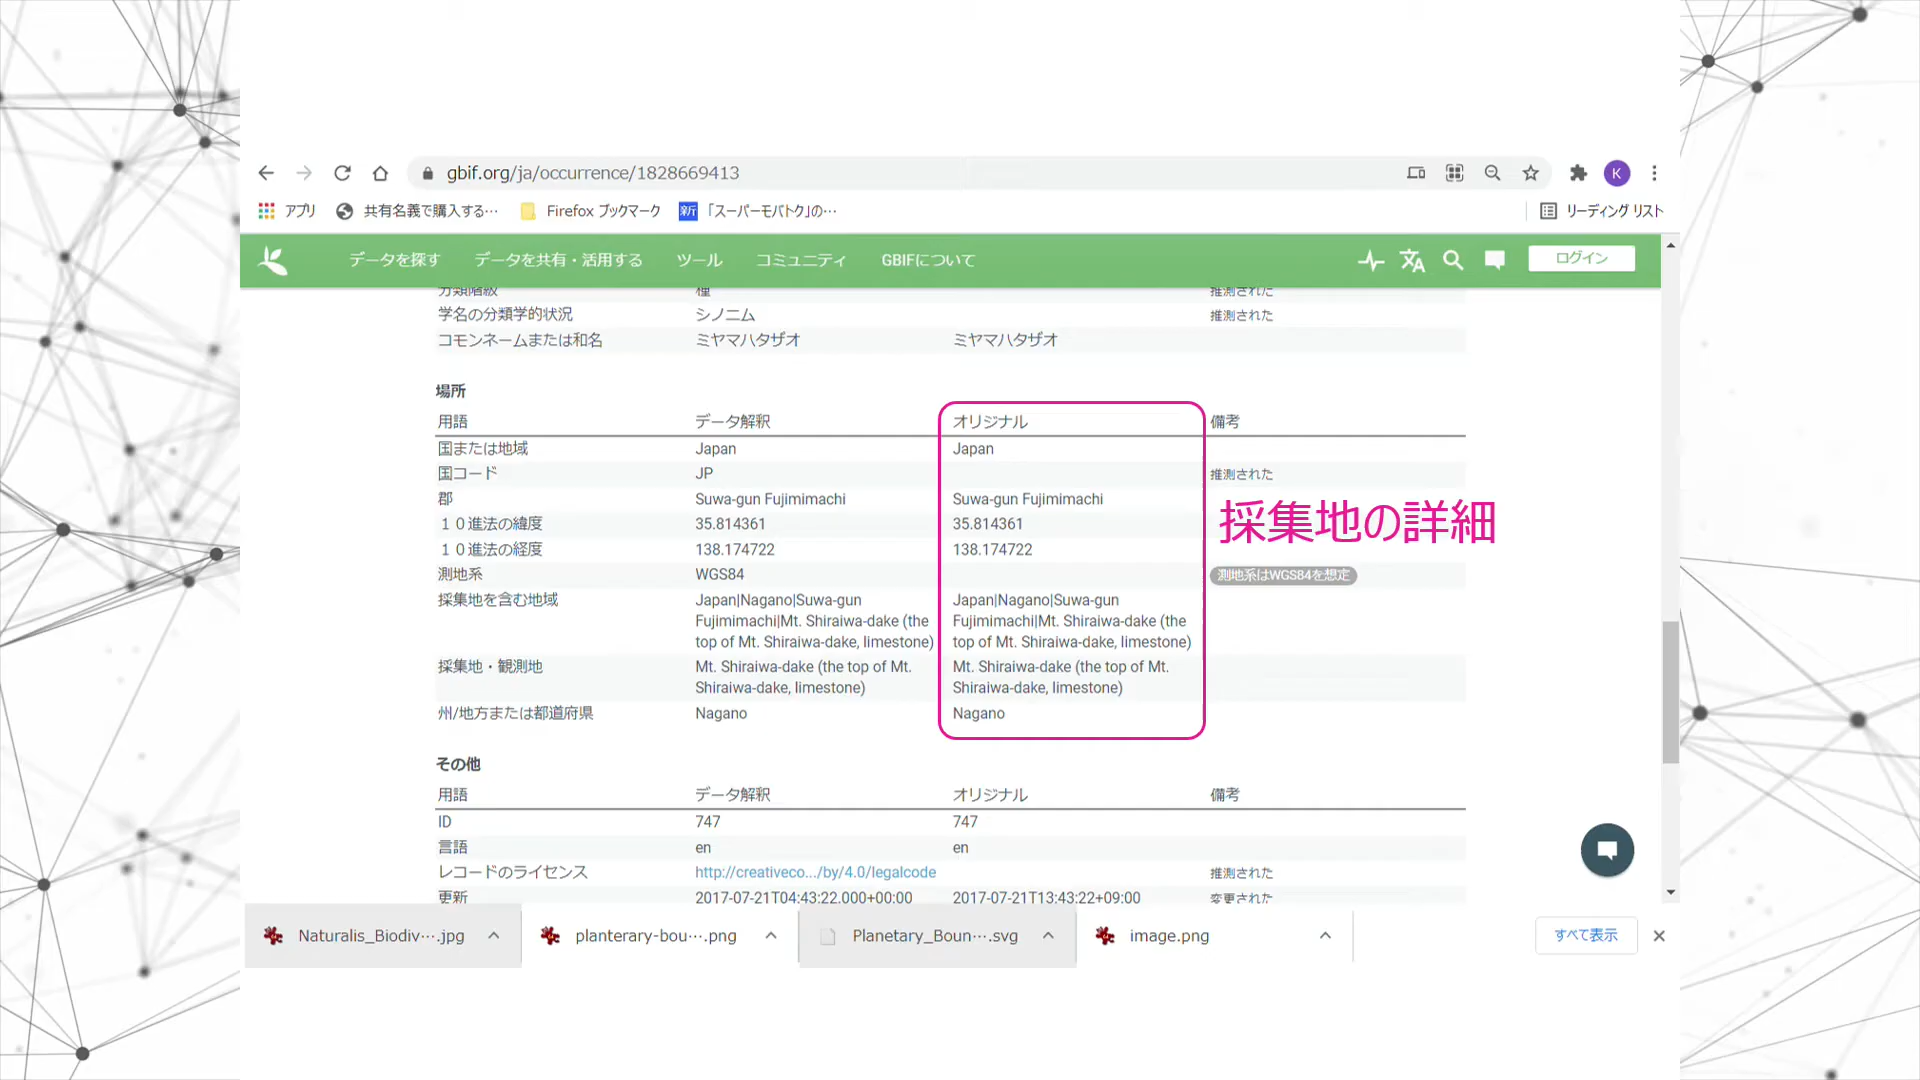 gbif.org/ja/occurrence/1828669413
K
アプリ 共有名義で購入する… Firefox ブックマーク 新 「スーパーモバトク」の… リーディング リスト
データを探す データを共有・活用する ツール コミュニティ GBIFについて ログイン
分類階級 種 推測された
学名の分類学的状況 シノニム 推測された
コモンネームまたは和名 ミヤマハタザオ ミヤマハタザオ
場所
用語 データ解釈 オリジナル 備考
国または地域 Japan Japan
国コード JP 推測された
郡 Suwa-gun Fujimimachi Suwa-gun Fujimimachi
１０進法の緯度 35.814361 35.814361
採集地の詳細
１０進法の経度 138.174722 138.174722
測地系 WGS84 測地系はWGS84を想定
採集地を含む地域 Japan|Nagano|Suwa-gun Japan|Nagano|Suwa-gun
Fujimimachi|Mt. Shiraiwa-dake (the Fujimimachi|Mt. Shiraiwa-dake (the
top of Mt. Shiraiwa-dake, limestone) top of Mt. Shiraiwa-dake, limestone)
採集地・観測地 Mt. Shiraiwa-dake (the top of Mt. Mt. Shiraiwa-dake (the top of Mt.
Shiraiwa-dake, limestone) Shiraiwa-dake, limestone)
州/地方または都道府県 Nagano Nagano
その他
用語 データ解釈 オリジナル 備考
ID 747 747
言語 en en
レコードのライセンス http://creativeco.../by/4.0/legalcode 推測された
更新 2017-07-21T04:43:22.000+00:00 2017-07-21T13:43:22+09:00 変更された
Naturalis_Biodiv….jpg planterary-bou….png Planetary_Boun….svg image.png すべて表示